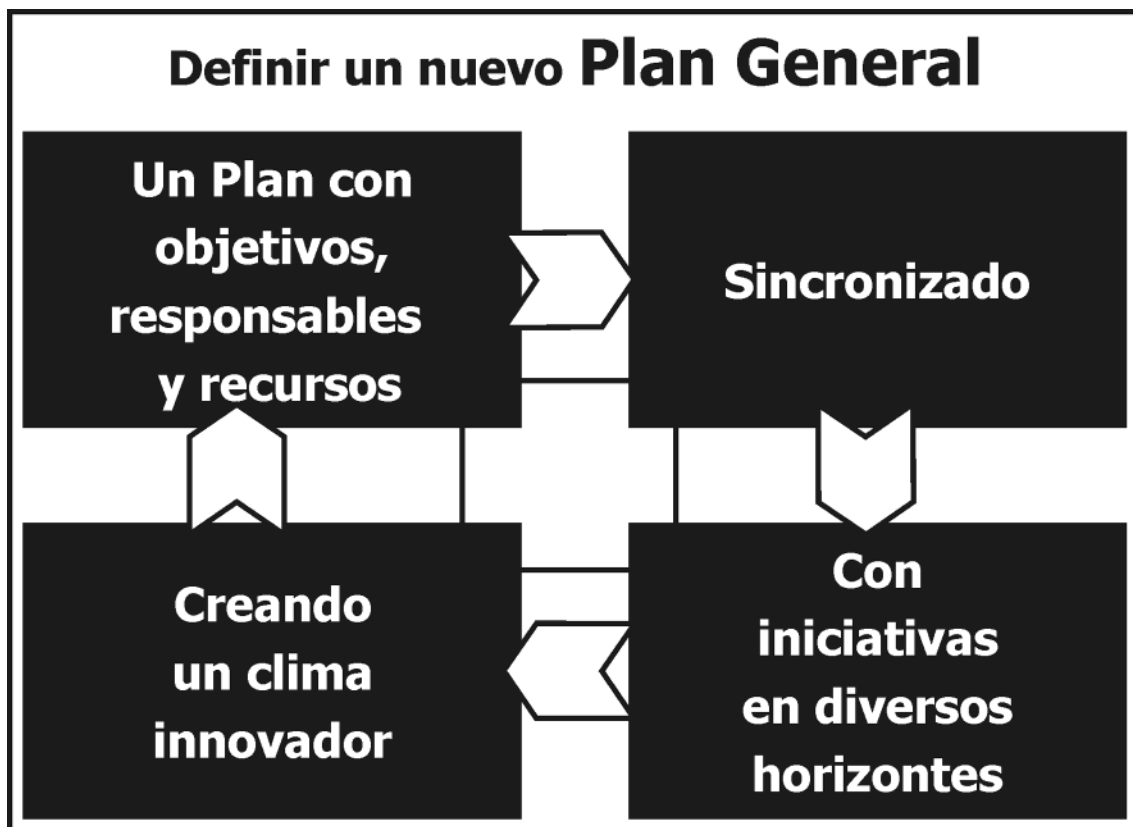 Definir un nuevo Plan General
Un Plan con
objetivos,
responsables
y recursos
Sincronizado
Creando
un clima
innovador
Con
iniciativas
en diversos
horizontes